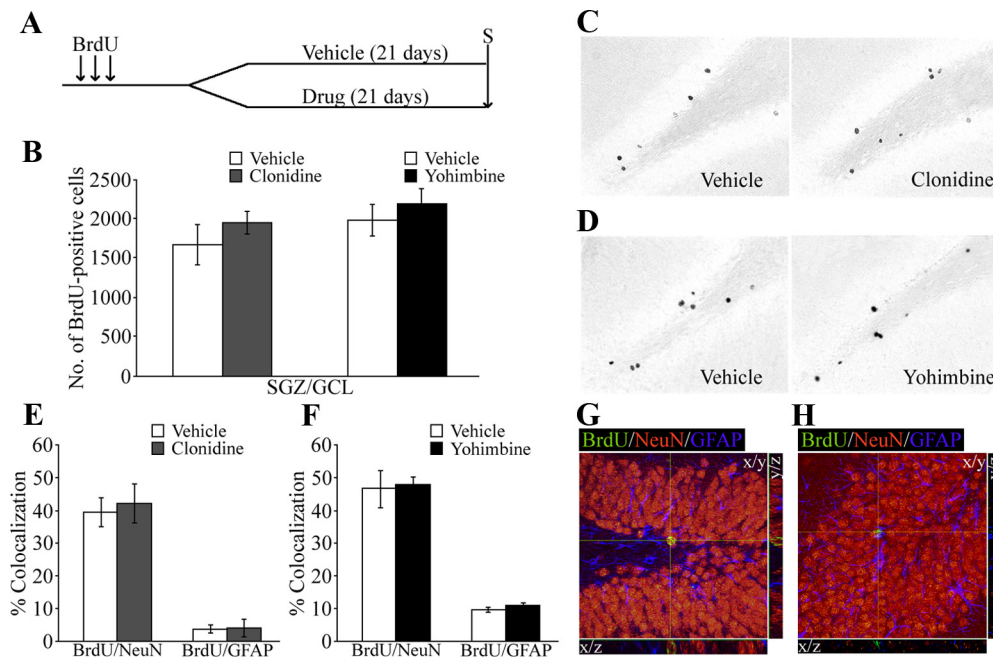 A
BrdU
Vehicle (21 days)
Drug (21 days)
S
B
Vehicle
Clonidine
Vehicle
Yohimbine
No. of BrdU-positive cells
2500
2000
1500
1000
500
0
SGZ/GCL
C
Vehicle
Clonidine
D
Vehicle
Yohimbine
E
Vehicle
Clonidine
% Colocalization
60
50
40
30
20
10
0
BrdU/NeuN
BrdU/GFAP
F
Vehicle
Yohimbine
% Colocalization
60
50
40
30
20
10
0
BrdU/NeuN
BrdU/GFAP
G
BrdU/NeuN/GFAP
x/y
y/z
x/z
H
BrdU/NeuN/GFAP
x/y
x/z